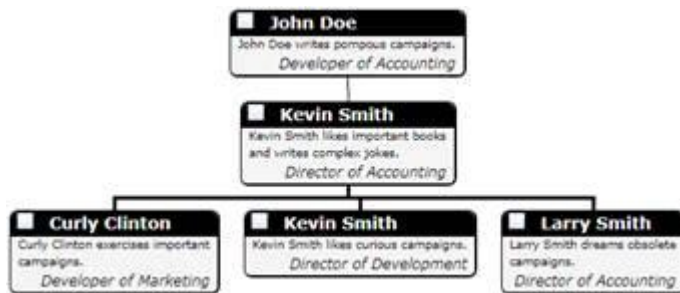 John Doe
John Doe writes pompous campaigns.
Developer of Accounting
Kevin Smith
Kevin Smith likes important books
and writes complex jokes.
Director of Accounting
Curly Clinton
Curly Clinton exercises important
campaigns.
Developer of Marketing
Kevin Smith
Kevin Smith likes curious campaigns.
Director of Development
Larry Smith
Larry Smith dreams obsolete
campaigns.
Director of Accounting